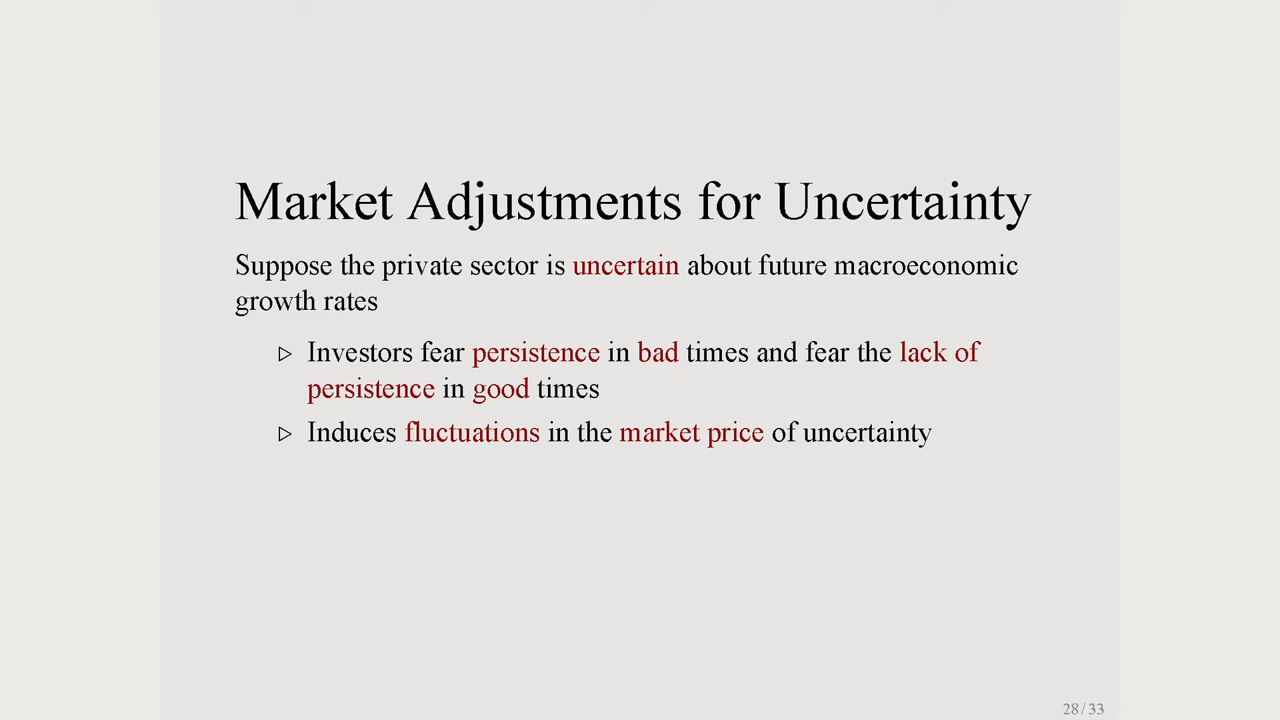 Market Adjustments for Uncertainty
Suppose the private sector is uncertain about future macroeconomic
growth rates
▷ Investors fear persistence in bad times and fear the lack of
persistence in good times
▷ Induces fluctuations in the market price of uncertainty
28 / 33